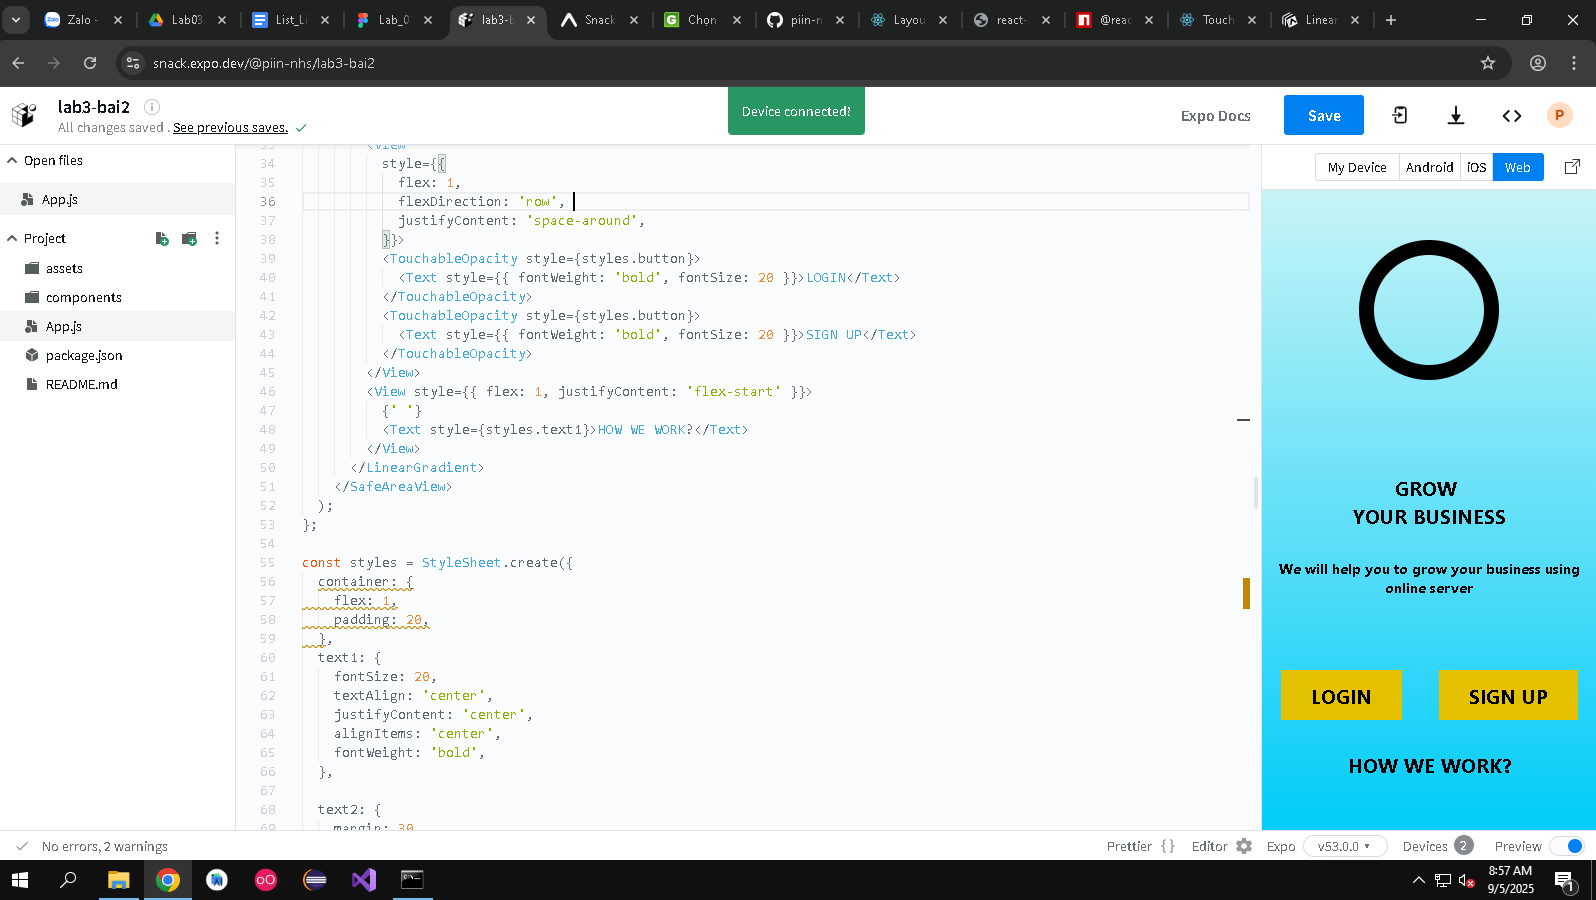 Zalo -
Lab03.
List_Li
Lab_0
lab3-b
Snack
Chọn
piin-n
Layou
react-
@reac
Touch
Linear
snack.expo.dev/@piin-nhs/lab3-bai2
lab3-bai2
All changes saved . See previous saves.
Device connected!
Expo Docs
Save
P
Open files
App.js
Project
assets
components
App.js
package.json
README.md
33 <View
34 style={{
35 flex: 1,
36 flexDirection: 'row',
37 justifyContent: 'space-around',
38 }}>
39 <TouchableOpacity style={styles.button}>
40 <Text style={{ fontWeight: 'bold', fontSize: 20 }}>LOGIN</Text>
41 </TouchableOpacity>
42 <TouchableOpacity style={styles.button}>
43 <Text style={{ fontWeight: 'bold', fontSize: 20 }}>SIGN UP</Text>
44 </TouchableOpacity>
45 </View>
46 <View style={{ flex: 1, justifyContent: 'flex-start' }}>
47 {' '}
48 <Text style={styles.text1}>HOW WE WORK?</Text>
49 </View>
50 </LinearGradient>
51 </SafeAreaView>
52 );
53 };
54
55 const styles = StyleSheet.create({
56 container: {
57 flex: 1,
58 padding: 20,
59 },
60 text1: {
61 fontSize: 20,
62 textAlign: 'center',
63 justifyContent: 'center',
64 alignItems: 'center',
65 fontWeight: 'bold',
66 },
67
68 text2: {
69 margin: 30
My Device
Android
iOS
Web
GROW
YOUR BUSINESS
We will help you to grow your business using
online server
LOGIN
SIGN UP
HOW WE WORK?
No errors, 2 warnings
Prettier {}
Editor
Expo
v53.0.0
Devices 2
Preview
8:57 AM
9/5/2025
1